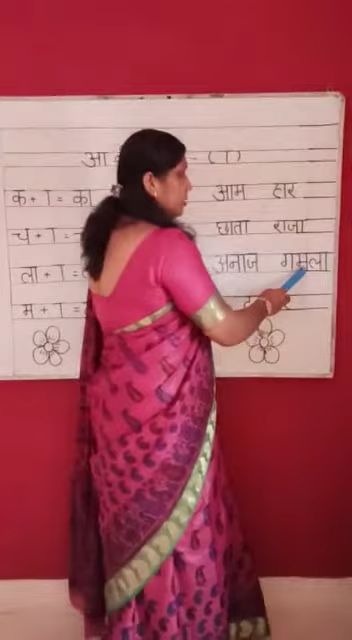 आ - (ा)
क + ा = का आम हार
च + ा = छाता राजा
ला + ा = अनाज गमला
म + ा =